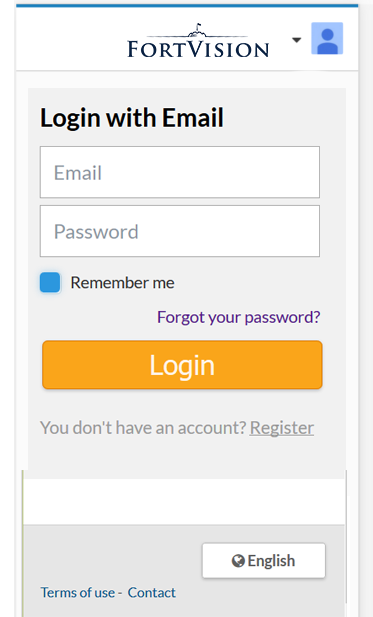 FORTVISION
Login with Email
Email
Password
Remember me
Forgot your password?
Login
You don't have an account? Register
English
Terms of use - Contact